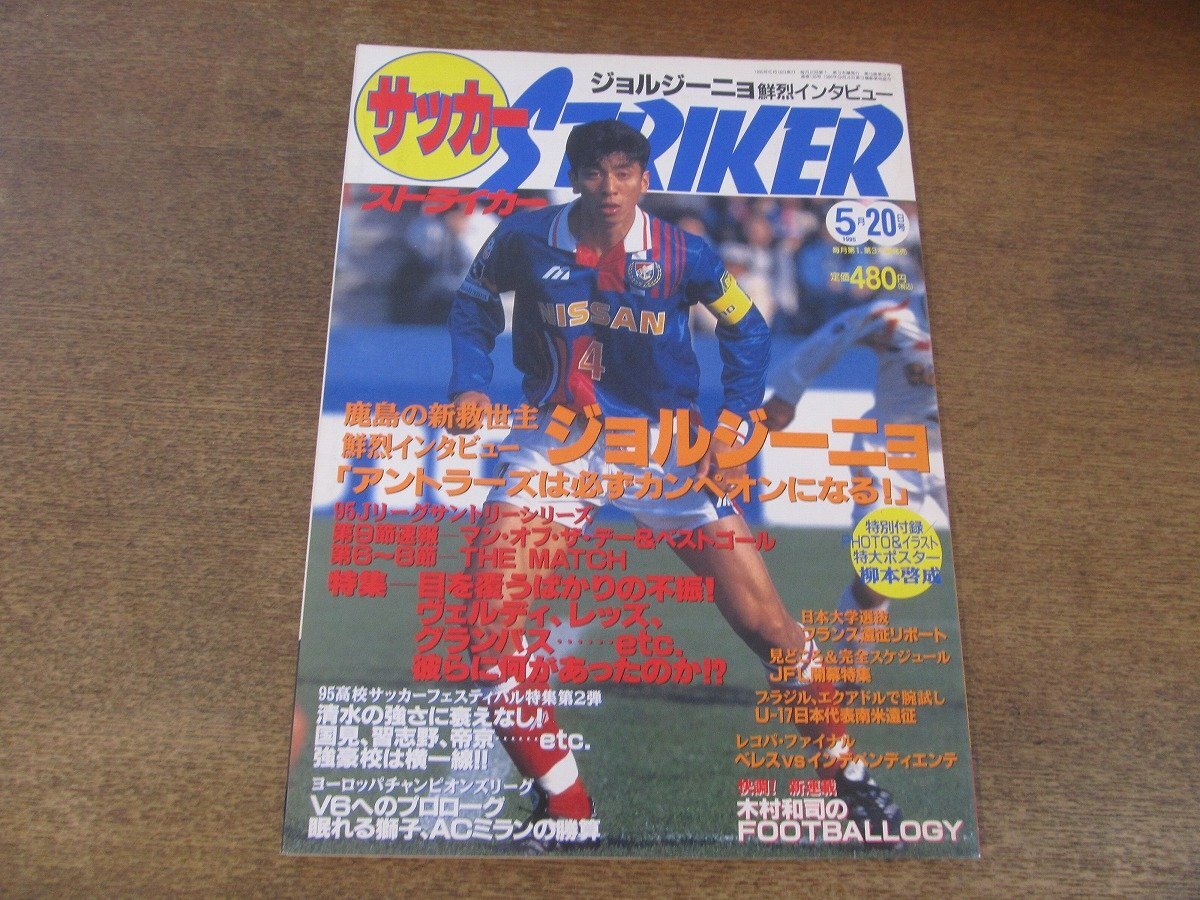 ジョルジーニョ鮮烈インタビュー
サッカー
STRIKER
ストライカー
5月20日号
1995
毎月第1、第3
発売
定価480円
(税込)
NISSAN
4
鹿島の新救世主
鮮烈インタビュー
ジョルジーニョ
「アントラーズは必ずカンペオンになる!」
95Jリーグサントリーシリーズ
第9節速報―マン・オブ・ザ・デー&ベストゴール
第6〜8節―THE MATCH
特集―目を覆うばかりの不振!
ヴェルディ、レッズ、
グランパス……etc.
彼らに何があったのか!?
特別付録
PHOTO&イラスト
特大ポスター
柳本啓成
日本大学選抜
フランス遠征リポート
見どころ&完全スケジュール
JFL開幕特集
ブラジル、エクアドルで腕試し
U-17日本代表南米遠征
レコパ・ファイナル
ベレスvsインデペンディエンテ
快調! 新連載
木村和司の
FOOTBALLOGY
95高校サッカーフェスティバル特集第2弾
清水の強さに衰えなし!
国見、習志野、帝京……etc.
強豪校は横一線!!
ヨーロッパチャンピオンズリーグ
V6へのプロローグ
眠れる獅子、ACミランの勝算